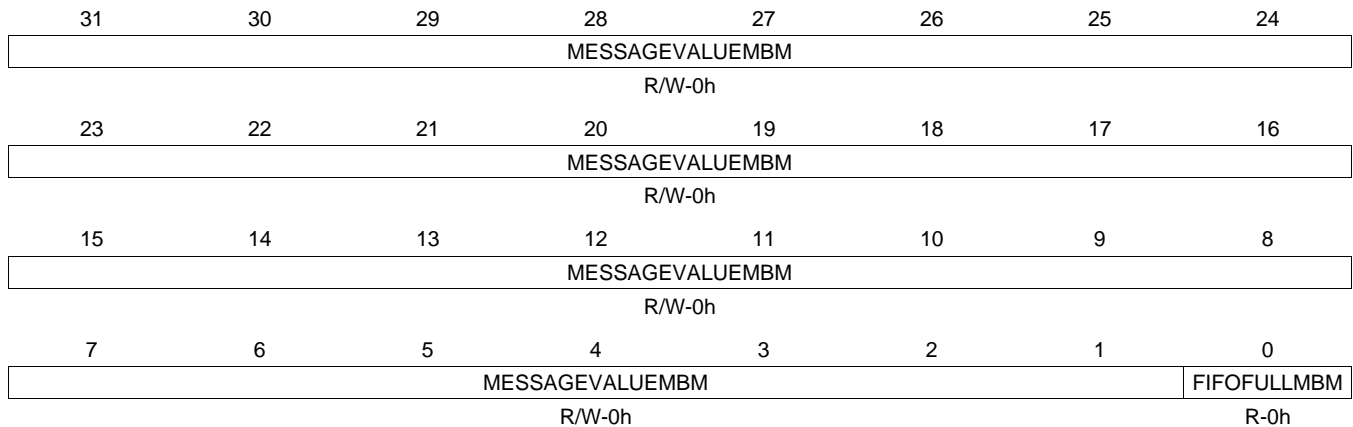 31 30 29 28 27 26 25 24
MESSAGEVALUEMBM
R/W-0h
23 22 21 20 19 18 17 16
MESSAGEVALUEMBM
R/W-0h
15 14 13 12 11 10 9 8
MESSAGEVALUEMBM
R/W-0h
7 6 5 4 3 2 1 0
MESSAGEVALUEMBM FIFOFULLMBM
R/W-0h R-0h